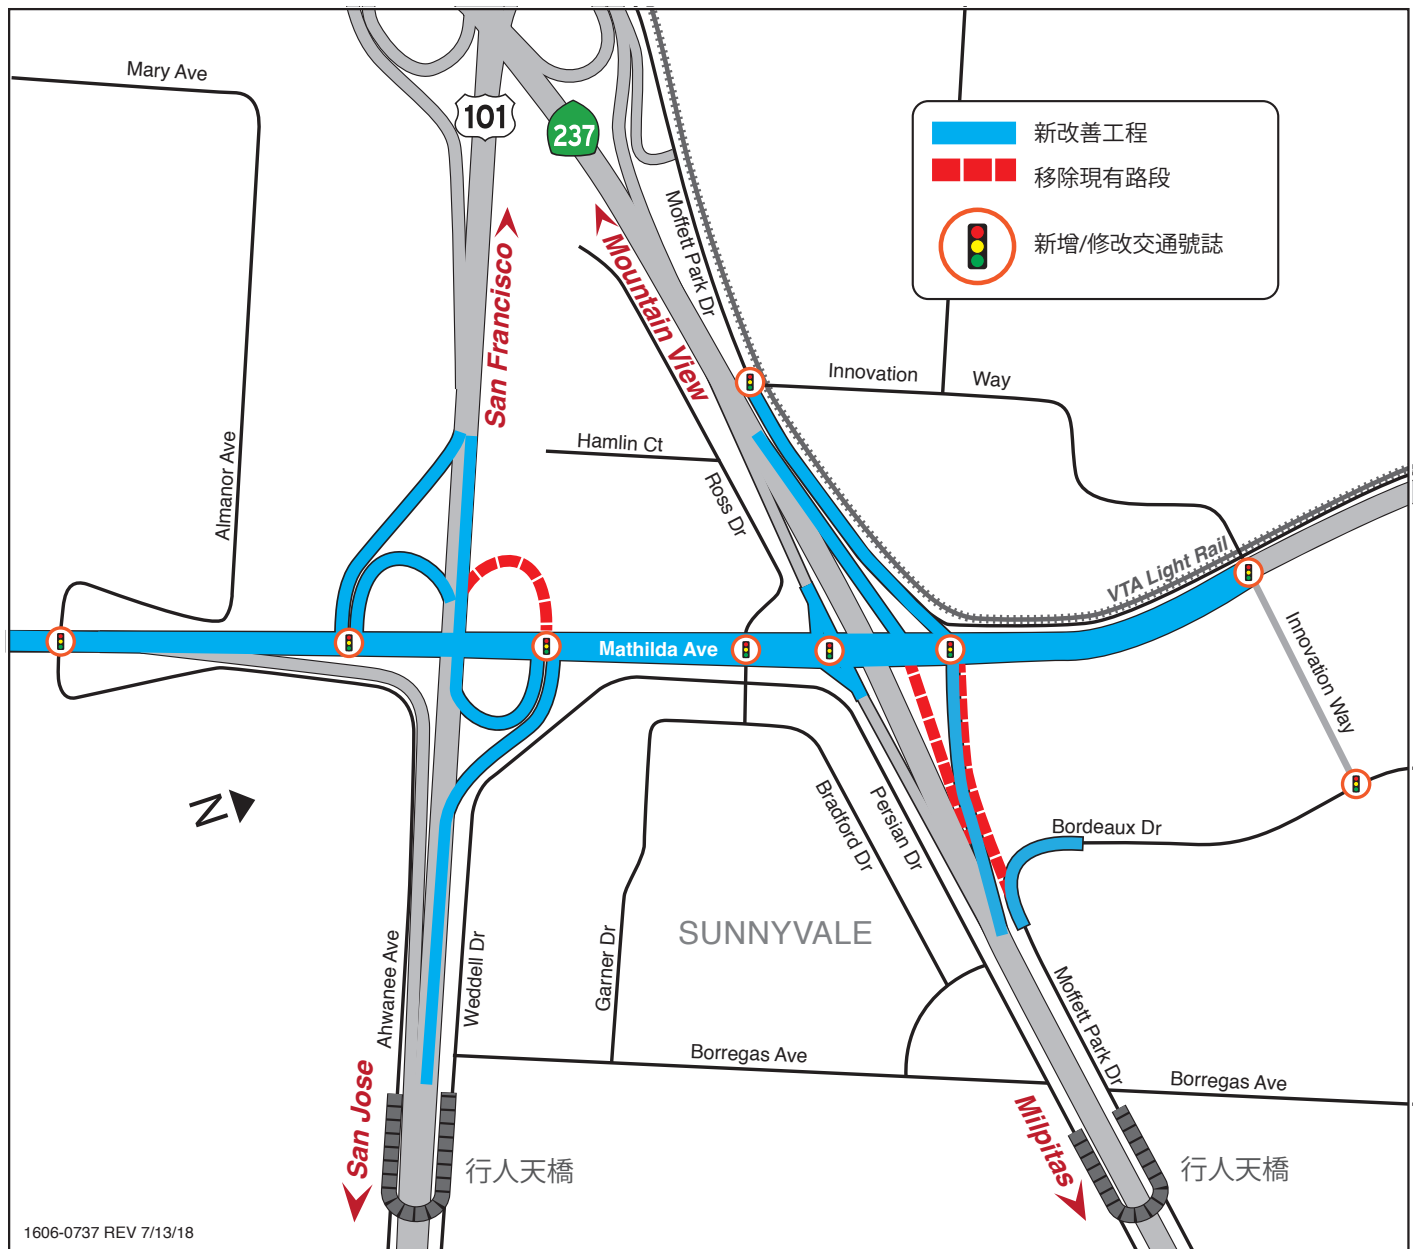 Mary Ave
101
237
新改善工程
移除現有路段
新增/修改交通號誌
San Francisco
Mountain View
Moffett Park Dr
Innovation Way
Hamlin Ct
Almanor Ave
Ross Dr
VTA Light Rail
Mathilda Ave
Innovation Way
N
Bradford Dr
Persian Dr
Bordeaux Dr
SUNNYVALE
Ahwanee Ave
Weddell Dr
Garner Dr
Moffett Park Dr
Borregas Ave
Borregas Ave
San Jose
Milpitas
行人天橋
行人天橋
1606-0737 REV 7/13/18